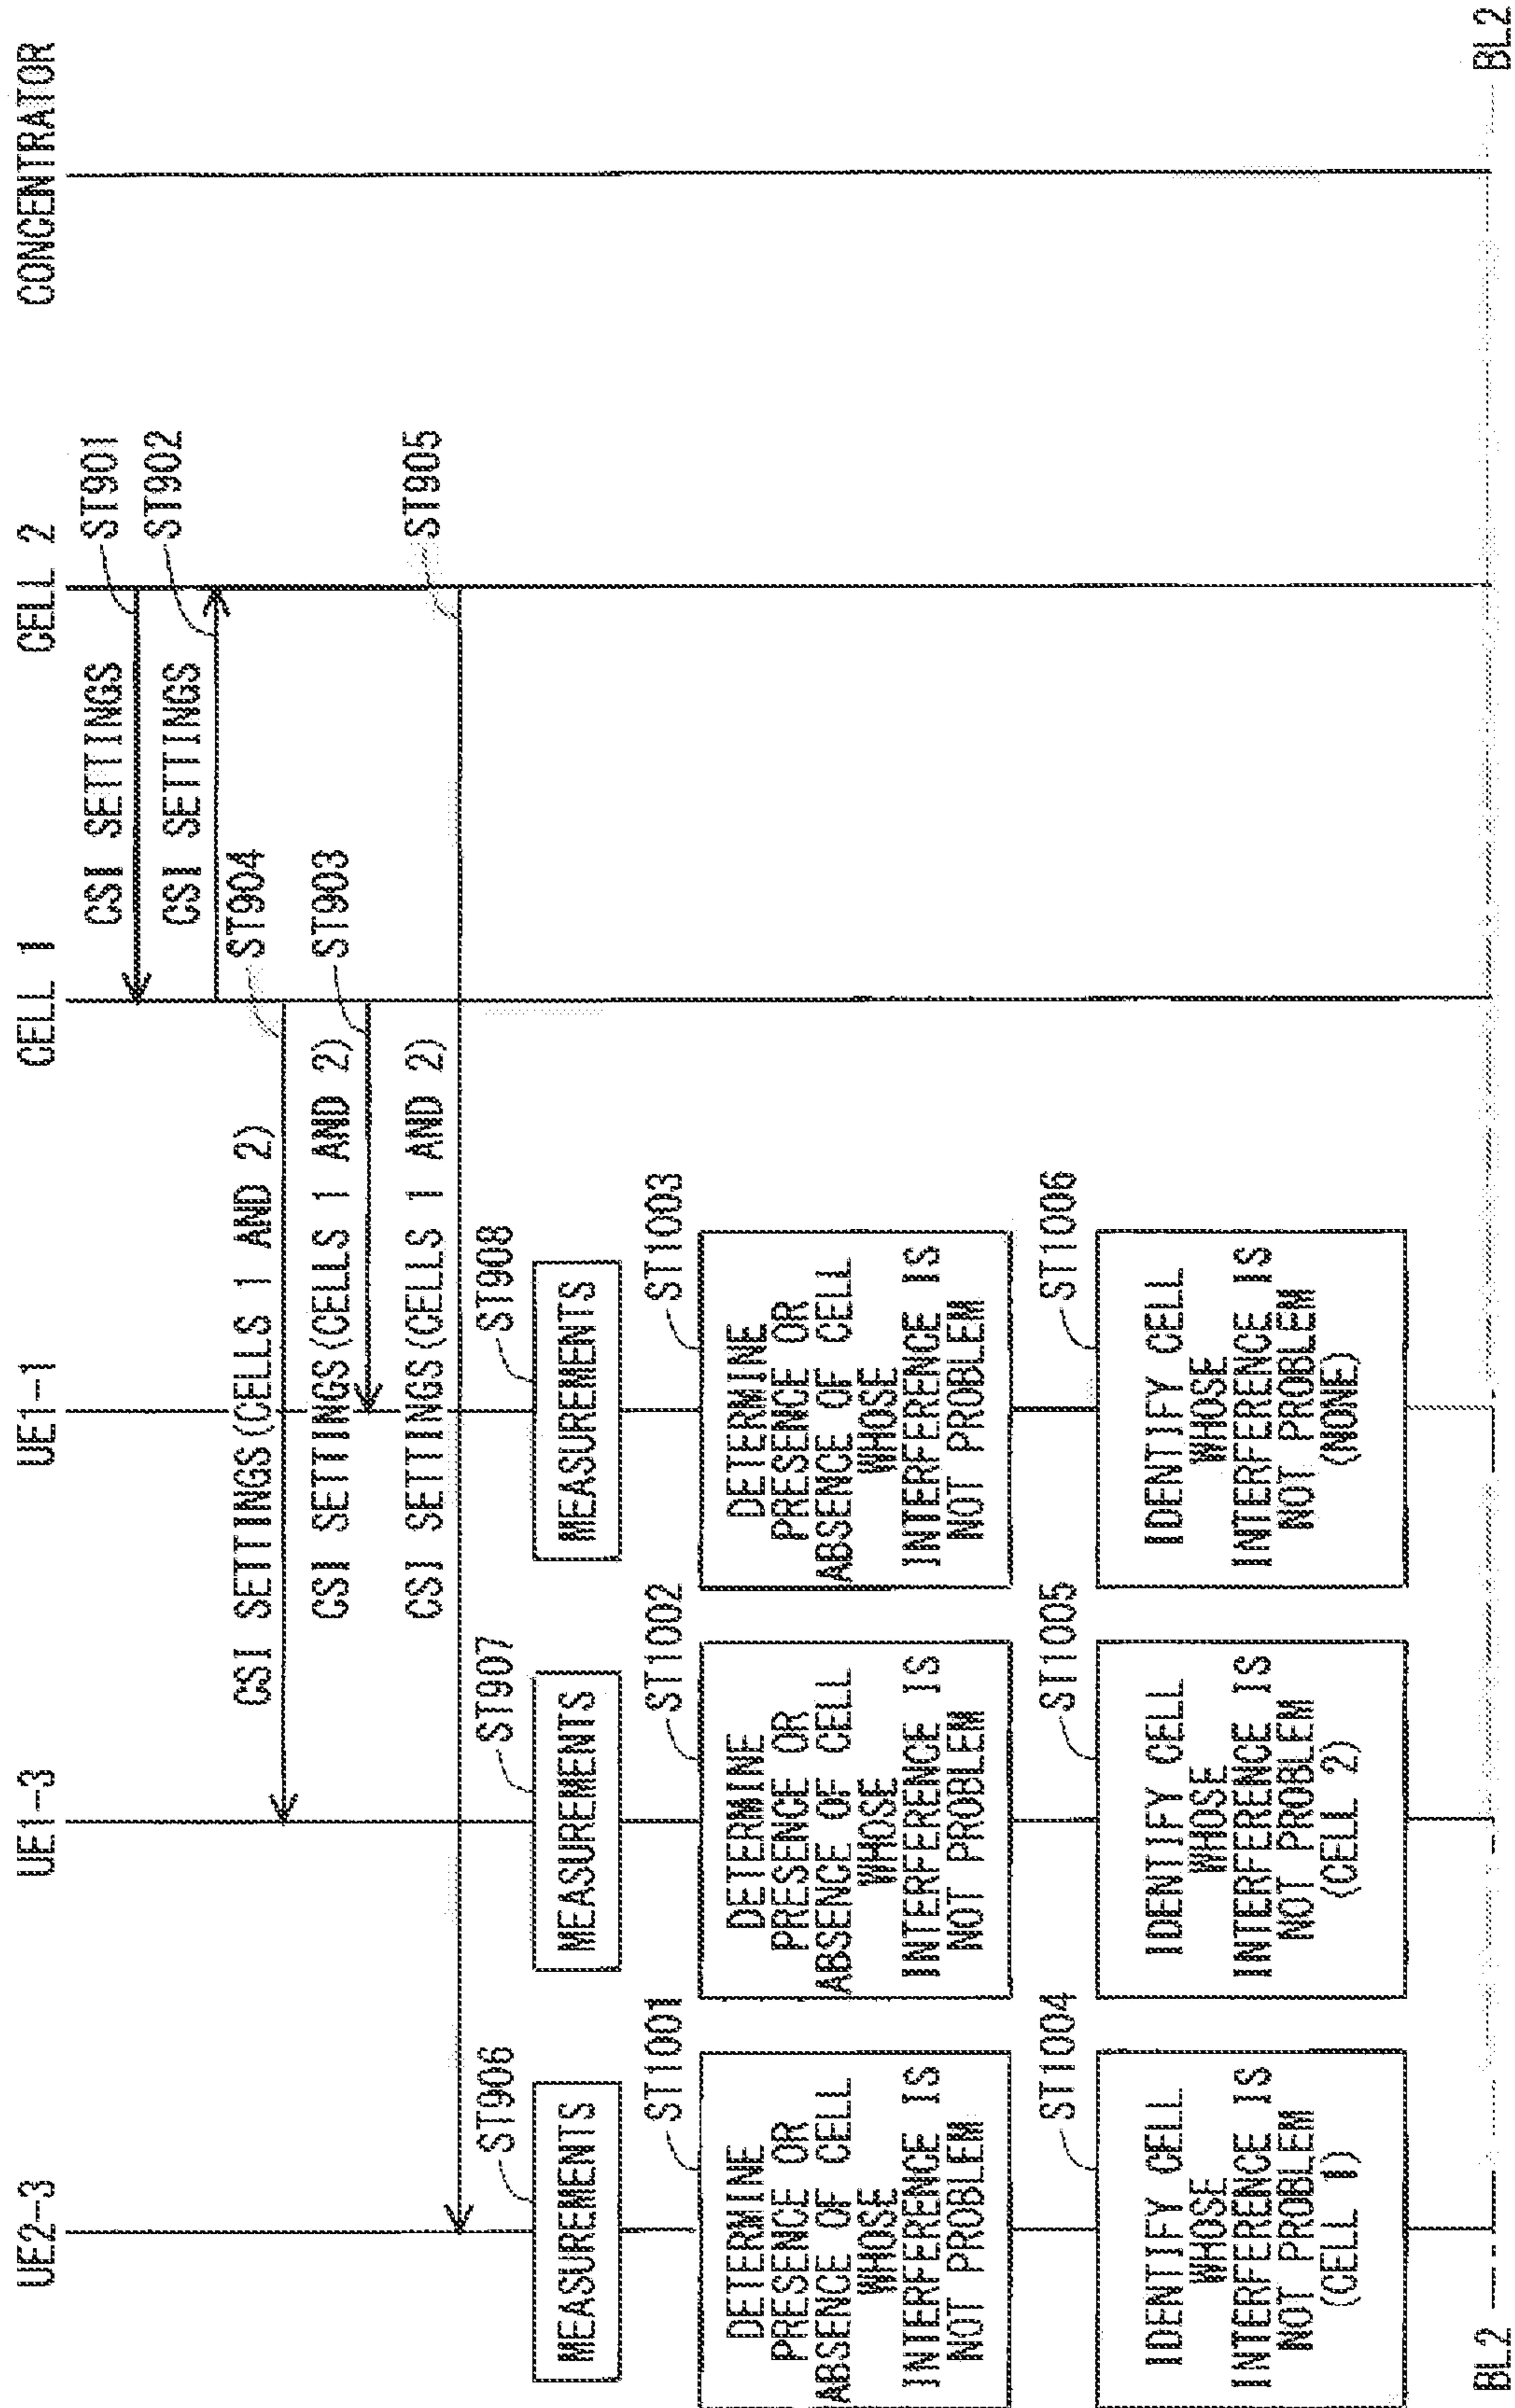 UE2-3
UE1-3
UE1-1
CELL 1
CELL 2
CONCENTRATOR
CSI SETTINGS
ST901
CSI SETTINGS
ST902
CSI SETTINGS(CELLS 1 AND 2)
ST904
CSI SETTINGS(CELLS 1 AND 2)
ST903
CSI SETTINGS(CELLS 1 AND 2)
ST905
ST906
MEASUREMENTS
ST907
MEASUREMENTS
ST908
MEASUREMENTS
ST1001
DETERMINE
PRESENCE OR
ABSENCE OF CELL
WHOSE
INTERFERENCE IS
NOT PROBLEM
ST1002
DETERMINE
PRESENCE OR
ABSENCE OF CELL
WHOSE
INTERFERENCE IS
NOT PROBLEM
ST1003
DETERMINE
PRESENCE OR
ABSENCE OF CELL
WHOSE
INTERFERENCE IS
NOT PROBLEM
ST1004
IDENTIFY CELL
WHOSE
INTERFERENCE IS
NOT PROBLEM
(CELL 1)
ST1005
IDENTIFY CELL
WHOSE
INTERFERENCE IS
NOT PROBLEM
(CELL 2)
ST1006
IDENTIFY CELL
WHOSE
INTERFERENCE IS
NOT PROBLEM
(NONE)
BL2
BL2